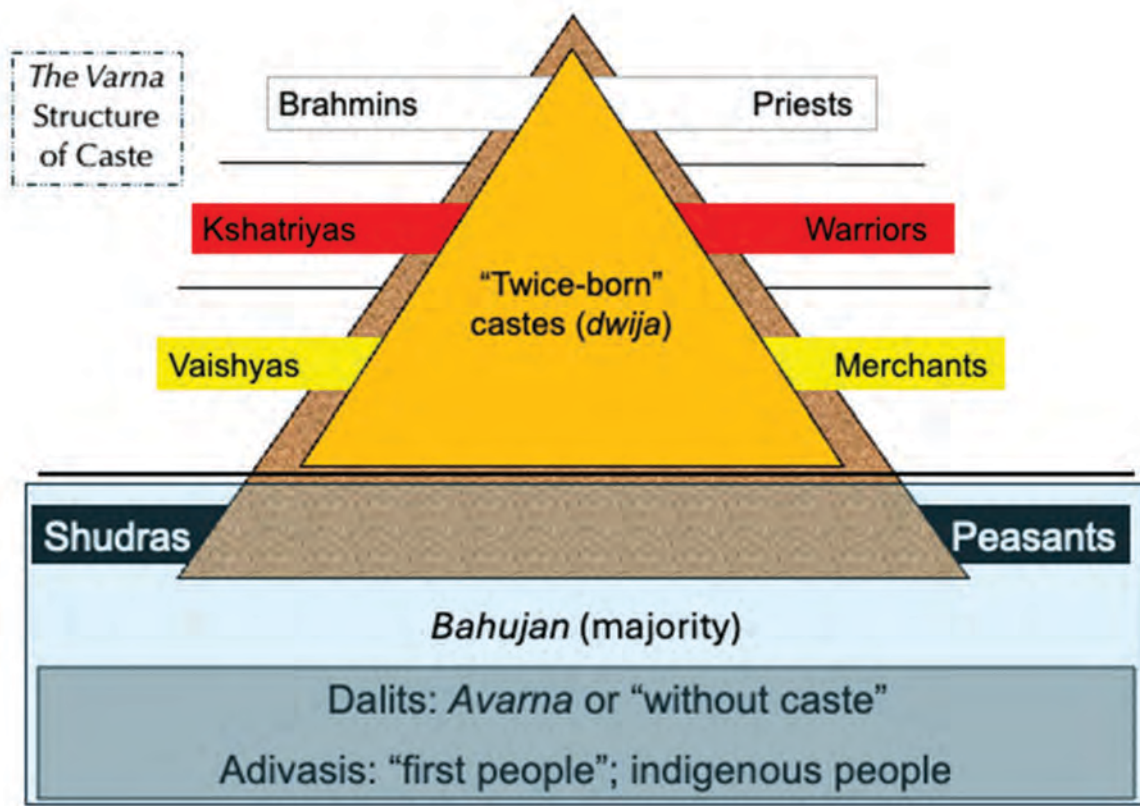 The Varna
Structure
of Caste
Brahmins
Priests
Kshatriyas
Warriors
"Twice-born"
castes (dwija)
Vaishyas
Merchants
Shudras
Peasants
Bahujan (majority)
Dalits: Avarna or "without caste"
Adivasis: "first people"; indigenous people